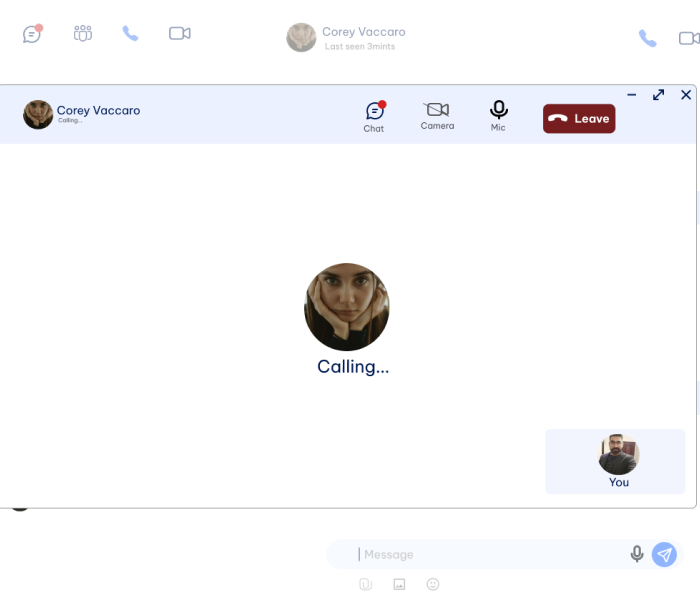 Corey Vaccaro
Last seen 3mints
Corey Vaccaro
Calling...
Chat
Camera
Mic
Leave
Calling...
You
Message